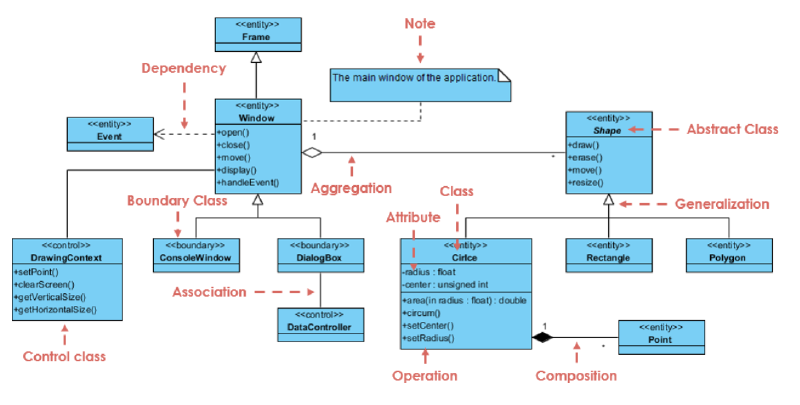 <<entity>>
Frame
Note
Dependency
The main window of the application.
<<entity>>
Window
+open()
+close()
+move()
+display()
+handleEvent()
<<entity>>
Event
1
*
Aggregation
<<entity>>
Shape
+draw()
+erase()
+move()
+resize()
Abstract Class
Generalization
Boundary Class
Attribute
Class
<<control>>
DrawingContext
+setPoint()
+clearScreen()
+getVerticalSize()
+getHorizontalSize()
<<boundary>>
ConsoleWindow
<<boundary>>
DialogBox
<<entity>>
Cirlce
-radius : float
-center : unsigned int
+area(in radius : float) : double
+circum()
+setCenter()
+setRadius()
<<entity>>
Rectangle
<<entity>>
Polygon
Association
<<control>>
DataController
1
*
<<entity>>
Point
Control class
Operation
Composition